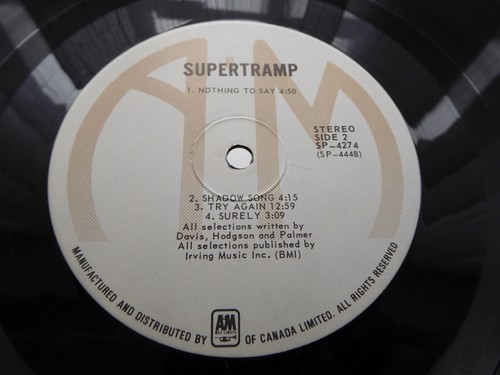 A&M
SUPERTRAMP
1. NOTHING TO SAY 4:50
STEREO
SIDE 2
SP-4274
(SP-4448)
2. SHADOW SONG 4:15
3. TRY AGAIN 12:59
4. SURELY 3:09
All selections written by
Davis, Hodgson and Palmer
All selections published by
Irving Music Inc. (BMI)
MANUFACTURED AND DISTRIBUTED BY A&M RECORDS OF CANADA LIMITED. ALL RIGHTS RESERVED